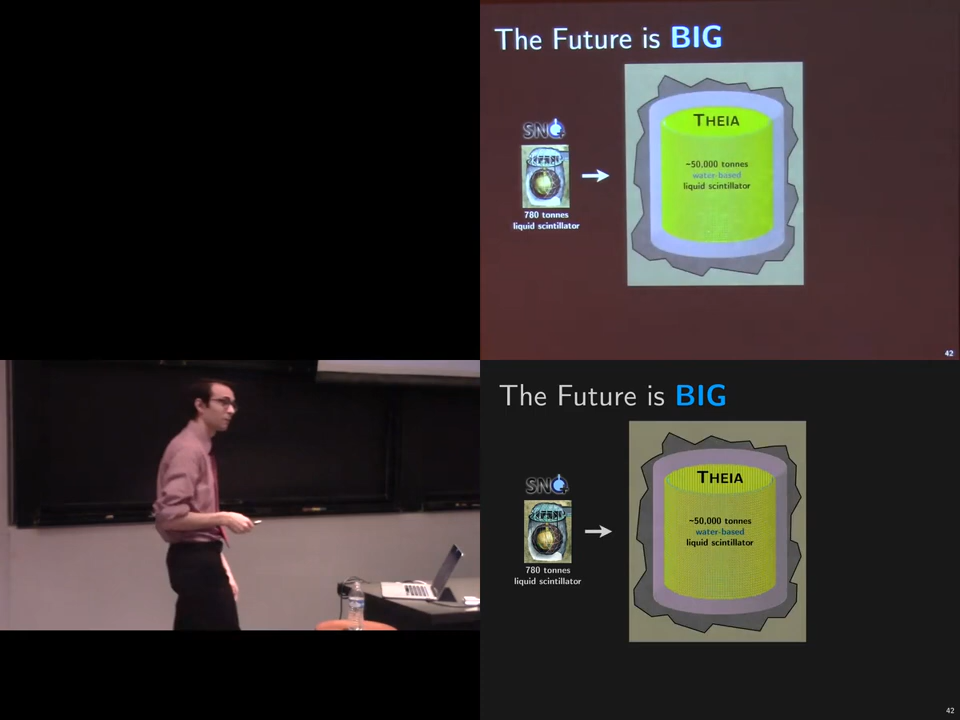 The Future is BIG
SNO
780 tonnes
liquid scintillator
THEIA
~50,000 tonnes
water-based
liquid scintillator
42
The Future is BIG
SNO
780 tonnes
liquid scintillator
THEIA
~50,000 tonnes
water-based
liquid scintillator
42